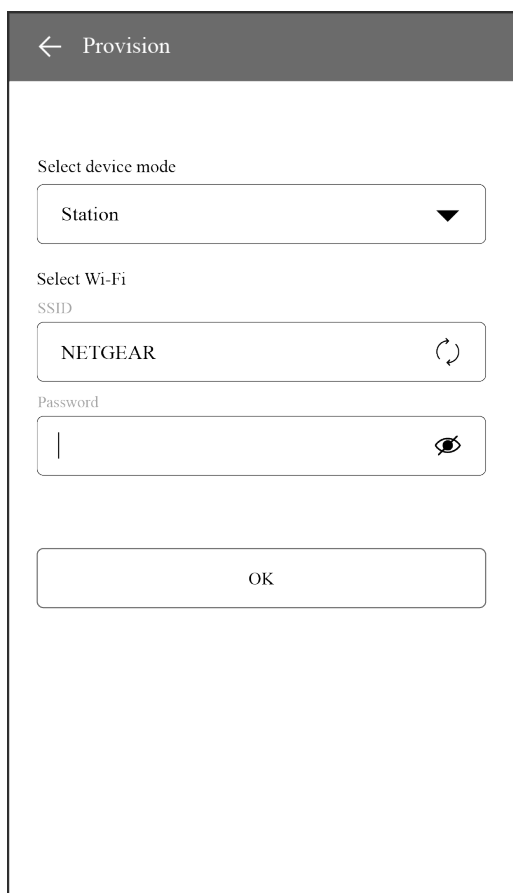 Provision
Select device mode
Station
Select Wi-Fi
SSID
NETGEAR
Password
OK